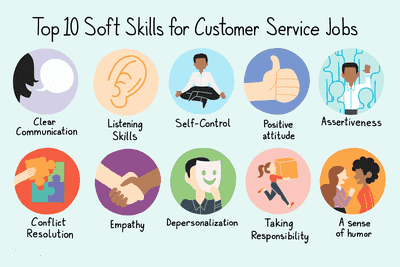 Top 10 Soft Skills for Customer Service Jobs
Clear
Communication
Listening
Skills
Self-Control
Positive
attitude
Assertiveness
Conflict
Resolution
Empathy
Depersonalization
Taking
Responsibility
A sense
of humor